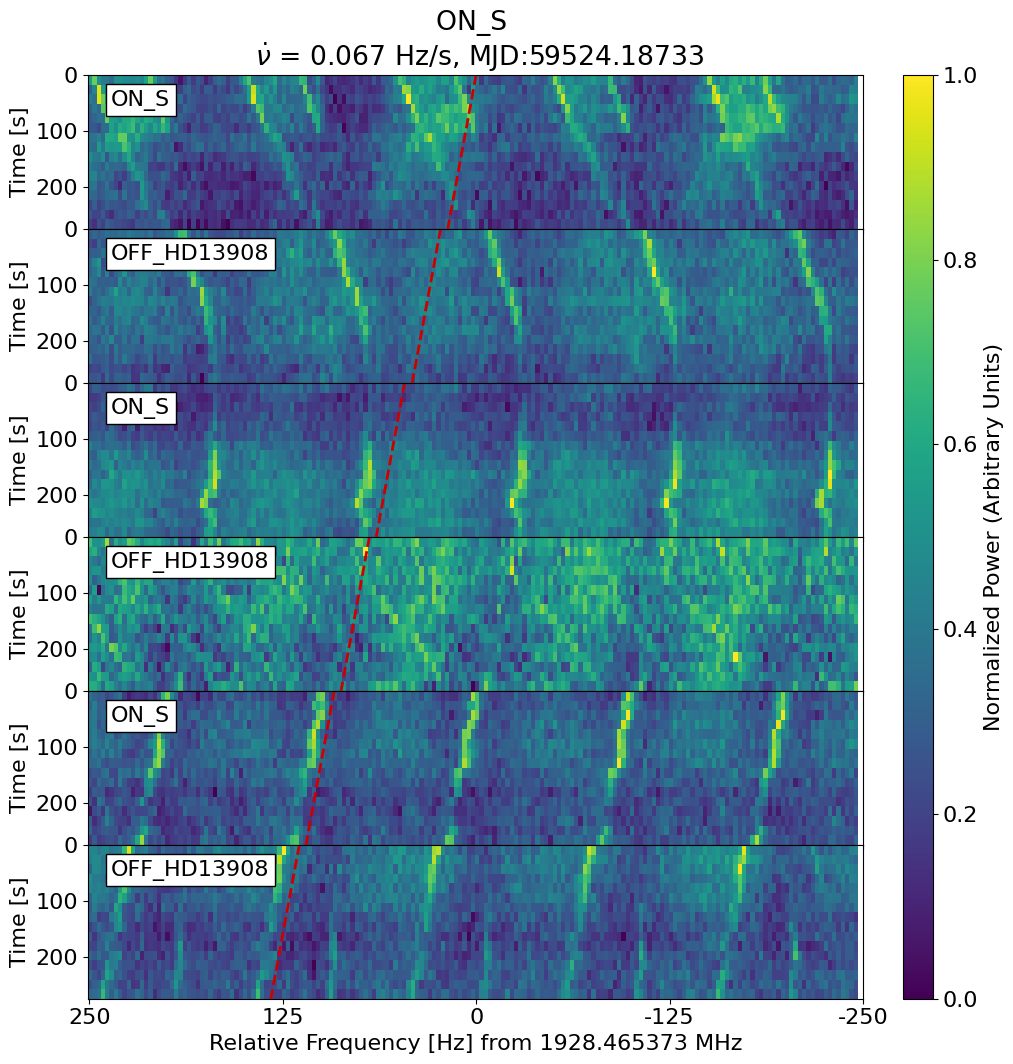 ON_S
ν̇ = 0.067 Hz/s, MJD:59524.18733
0
100
200
Time [s]
ON_S
0
100
200
Time [s]
OFF_HD13908
0
100
200
Time [s]
ON_S
0
100
200
Time [s]
OFF_HD13908
0
100
200
Time [s]
ON_S
0
100
200
Time [s]
OFF_HD13908
250 125 0 -125 -250
Relative Frequency [Hz] from 1928.465373 MHz
1.0
0.8
0.6
0.4
0.2
0.0
Normalized Power (Arbitrary Units)